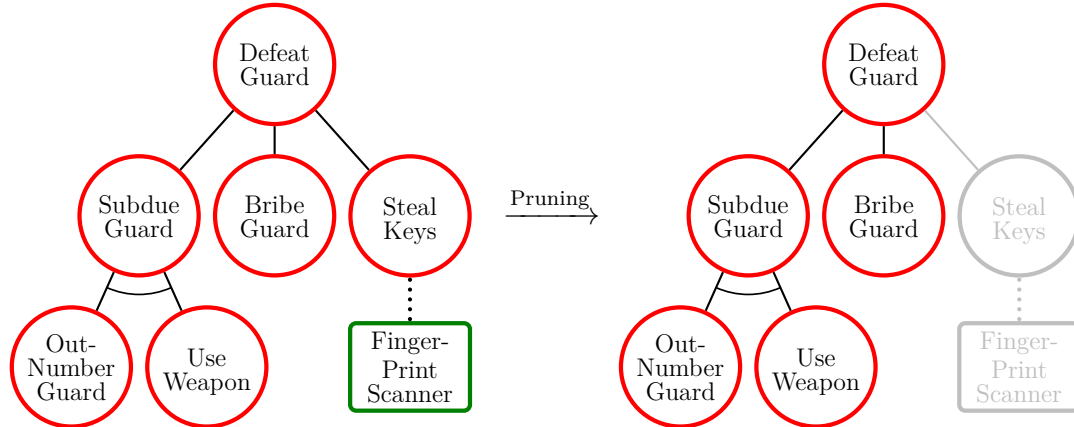 Defeat
Guard
Subdue
Guard
Bribe
Guard
Steal
Keys
Out-
Number
Guard
Use
Weapon
Finger-
Print
Scanner
Pruning
Defeat
Guard
Subdue
Guard
Bribe
Guard
Steal
Keys
Out-
Number
Guard
Use
Weapon
Finger-
Print
Scanner